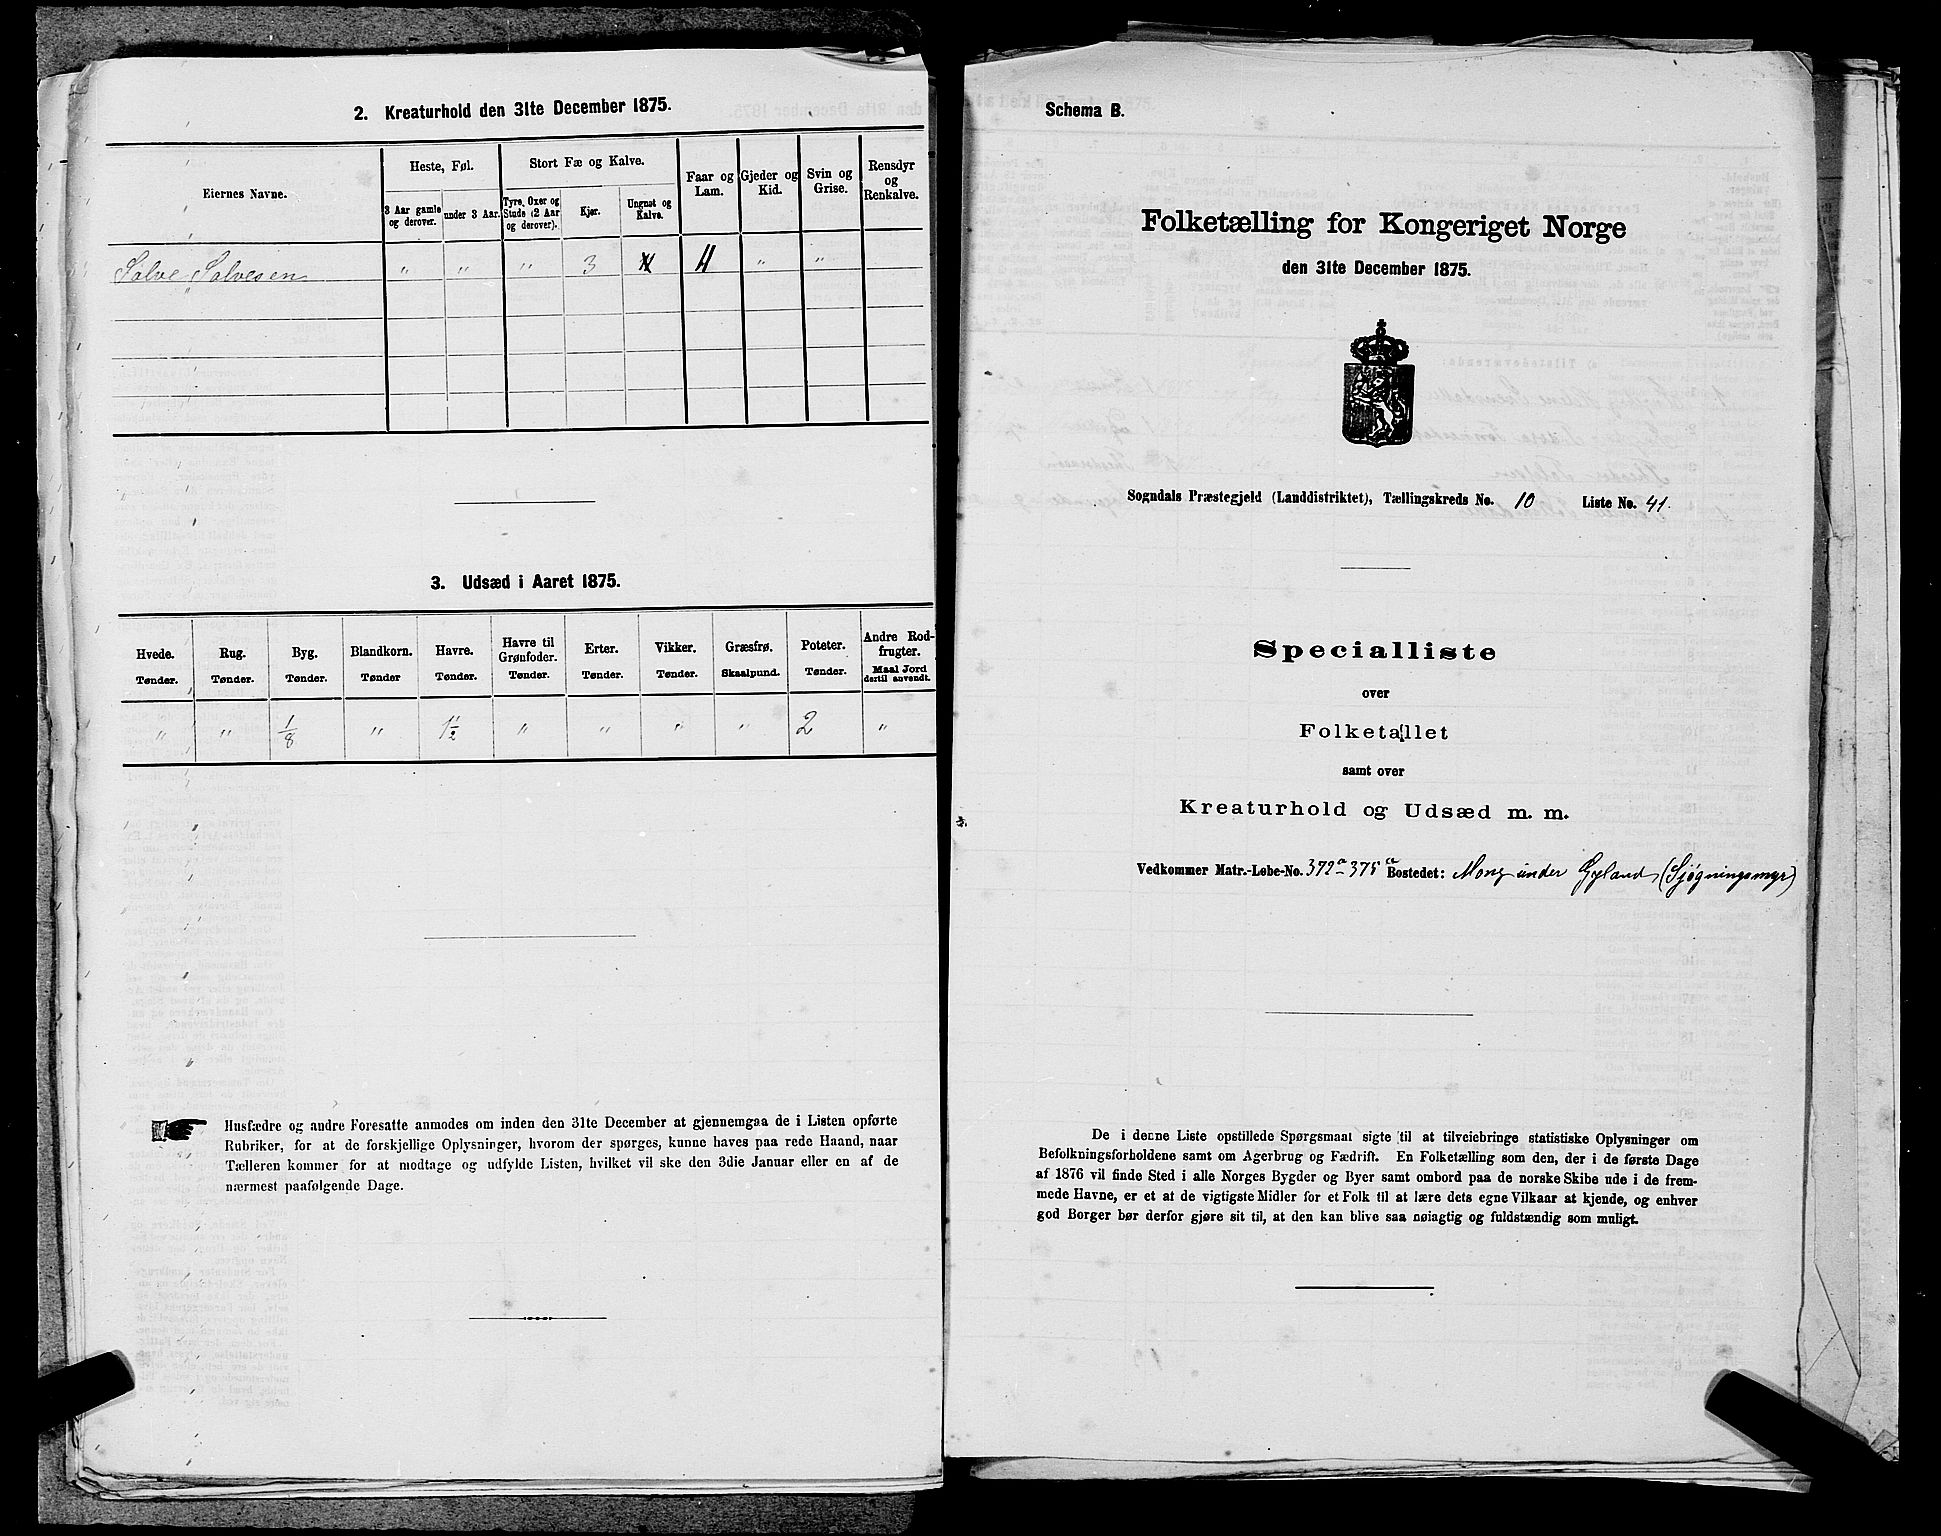 2. Kreaturhold den 31te December 1875.
Eiernes Navne.
Heste, Føl.
Stort Fæ og Kalve.
Faar og Lam.
Gjeder og Kid.
Svin og Grise.
Rensdyr og Renkalve.
3 Aar gamle og derover.
under 3 Aar.
Tyre, Oxer og Stude (2 Aar og derover).
Kjør.
Ungnøt og Kalve.
Salve Salvesen " " " 3 4 " "
3. Udsæd i Aaret 1875.
Hvede. Rug. Byg. Blandkorn. Havre. Havre til Grønfoder. Erter. Vikker. Græsfrø. Poteter. Andre Rodfrugter.
Tønder. Tønder. Tønder. Tønder Tønder. Tønder. Tønder. Tønder. Skaalpund. Tønder. Maal Jord dertil anvendt.
" " 1/8 " 1 1/2 " " " " 2 "
Husfædre og andre Foresatte anmodes om inden den 31te December at gjennemgaa de i Listen opførte
Rubriker, for at de forskjellige Oplysninger, hvorom der spørges, kunne haves paa rede Haand, naar
Tælleren kommer for at modtage og udfylde Listen, hvilket vil ske den 3die Januar eller en af de
nærmest paafølgende Dage.
Schema B.
Folketælling for Kongeriget Norge
den 31te December 1875.
Sogndals Præstegjeld (Landdistriktet), Tællingskreds No. 10 Liste No. 41.
Specialliste
over
Folketallet
samt over
Kreaturhold og Udsæd m. m.
Vedkommer Matr.-Løbe-No. 372a-375a Bostedet: Mong under Gyland (Sjøgningsmyr)
De i denne Liste opstillede Spørgsmaal sigte til at tilveiebringe statistiske Oplysninger om
Befolkningsforholdene samt om Agerbrug og Fædrift. En Folketælling som den, der i de første Dage
af 1876 vil finde Sted i alle Norges Bygder og Byer samt ombord paa de norske Skibe ude i de frem-
mede Havne, er et at de vigtigste Midler for et Folk til at lære dets egne Vilkaar at kjende, og enhver
god Borger bør derfor gjøre sit til, at den kan blive saa nøiagtig og fuldstændig som muligt.